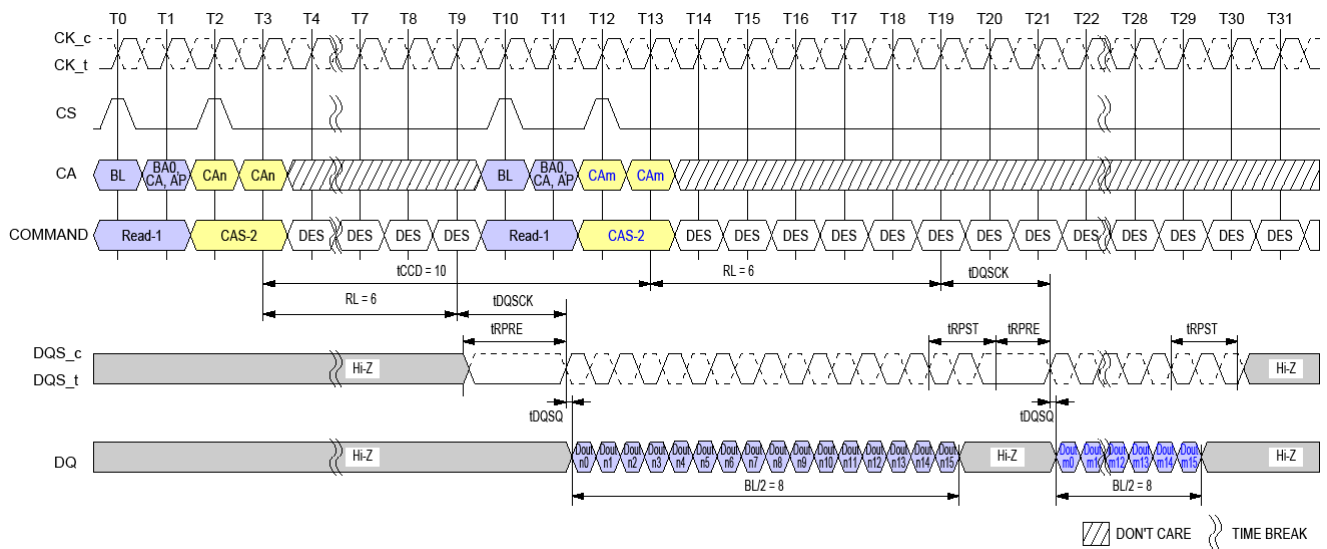 T0 T1 T2 T3 T4 T7 T8 T9 T10 T11 T12 T13 T14 T15 T16 T17 T18 T19 T20 T21 T22 T28 T29 T30 T31
CK_c
CK_t
CS
CA BL BA0, CA, AP CAn CAn BL BA0, CA, AP CAm CAm
COMMAND Read-1 CAS-2 DES DES DES DES Read-1 CAS-2 DES DES DES DES DES DES DES DES DES DES DES DES DES
tCCD = 10 RL = 6 tDQSCK
RL = 6 tDQSCK
tRPRE tRPST tRPRE tRPST
DQS_c
DQS_t Hi-Z Hi-Z
tDQSQ tDQSQ
DQ Hi-Z Dout n0 Dout n1 Dout n2 Dout n3 Dout n4 Dout n5 Dout n6 Dout n7 Dout n8 Dout n9 Dout n10 Dout n11 Dout n12 Dout n13 Dout n14 Dout n15 Hi-Z Dout m0 Dout m1 Dout m12 Dout m13 Dout m14 Dout m15 Hi-Z
BL/2 = 8 BL/2 = 8
DON'T CARE TIME BREAK